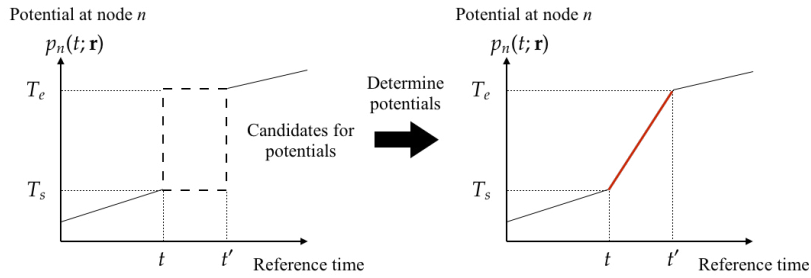 Potential at node n
pₙ(t; r)
Tₑ
Tₛ
t
t′
Reference time
Candidates for
potentials
Determine
potentials
Potential at node n
pₙ(t; r)
Tₑ
Tₛ
t
t′
Reference time